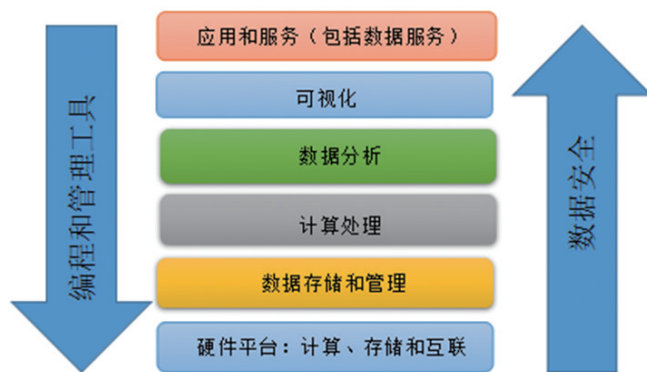 应用和服务（包括数据服务）
可视化
数据分析
计算处理
数据存储和管理
硬件平台：计算、存储和互联
编程和管理工具
数据安全